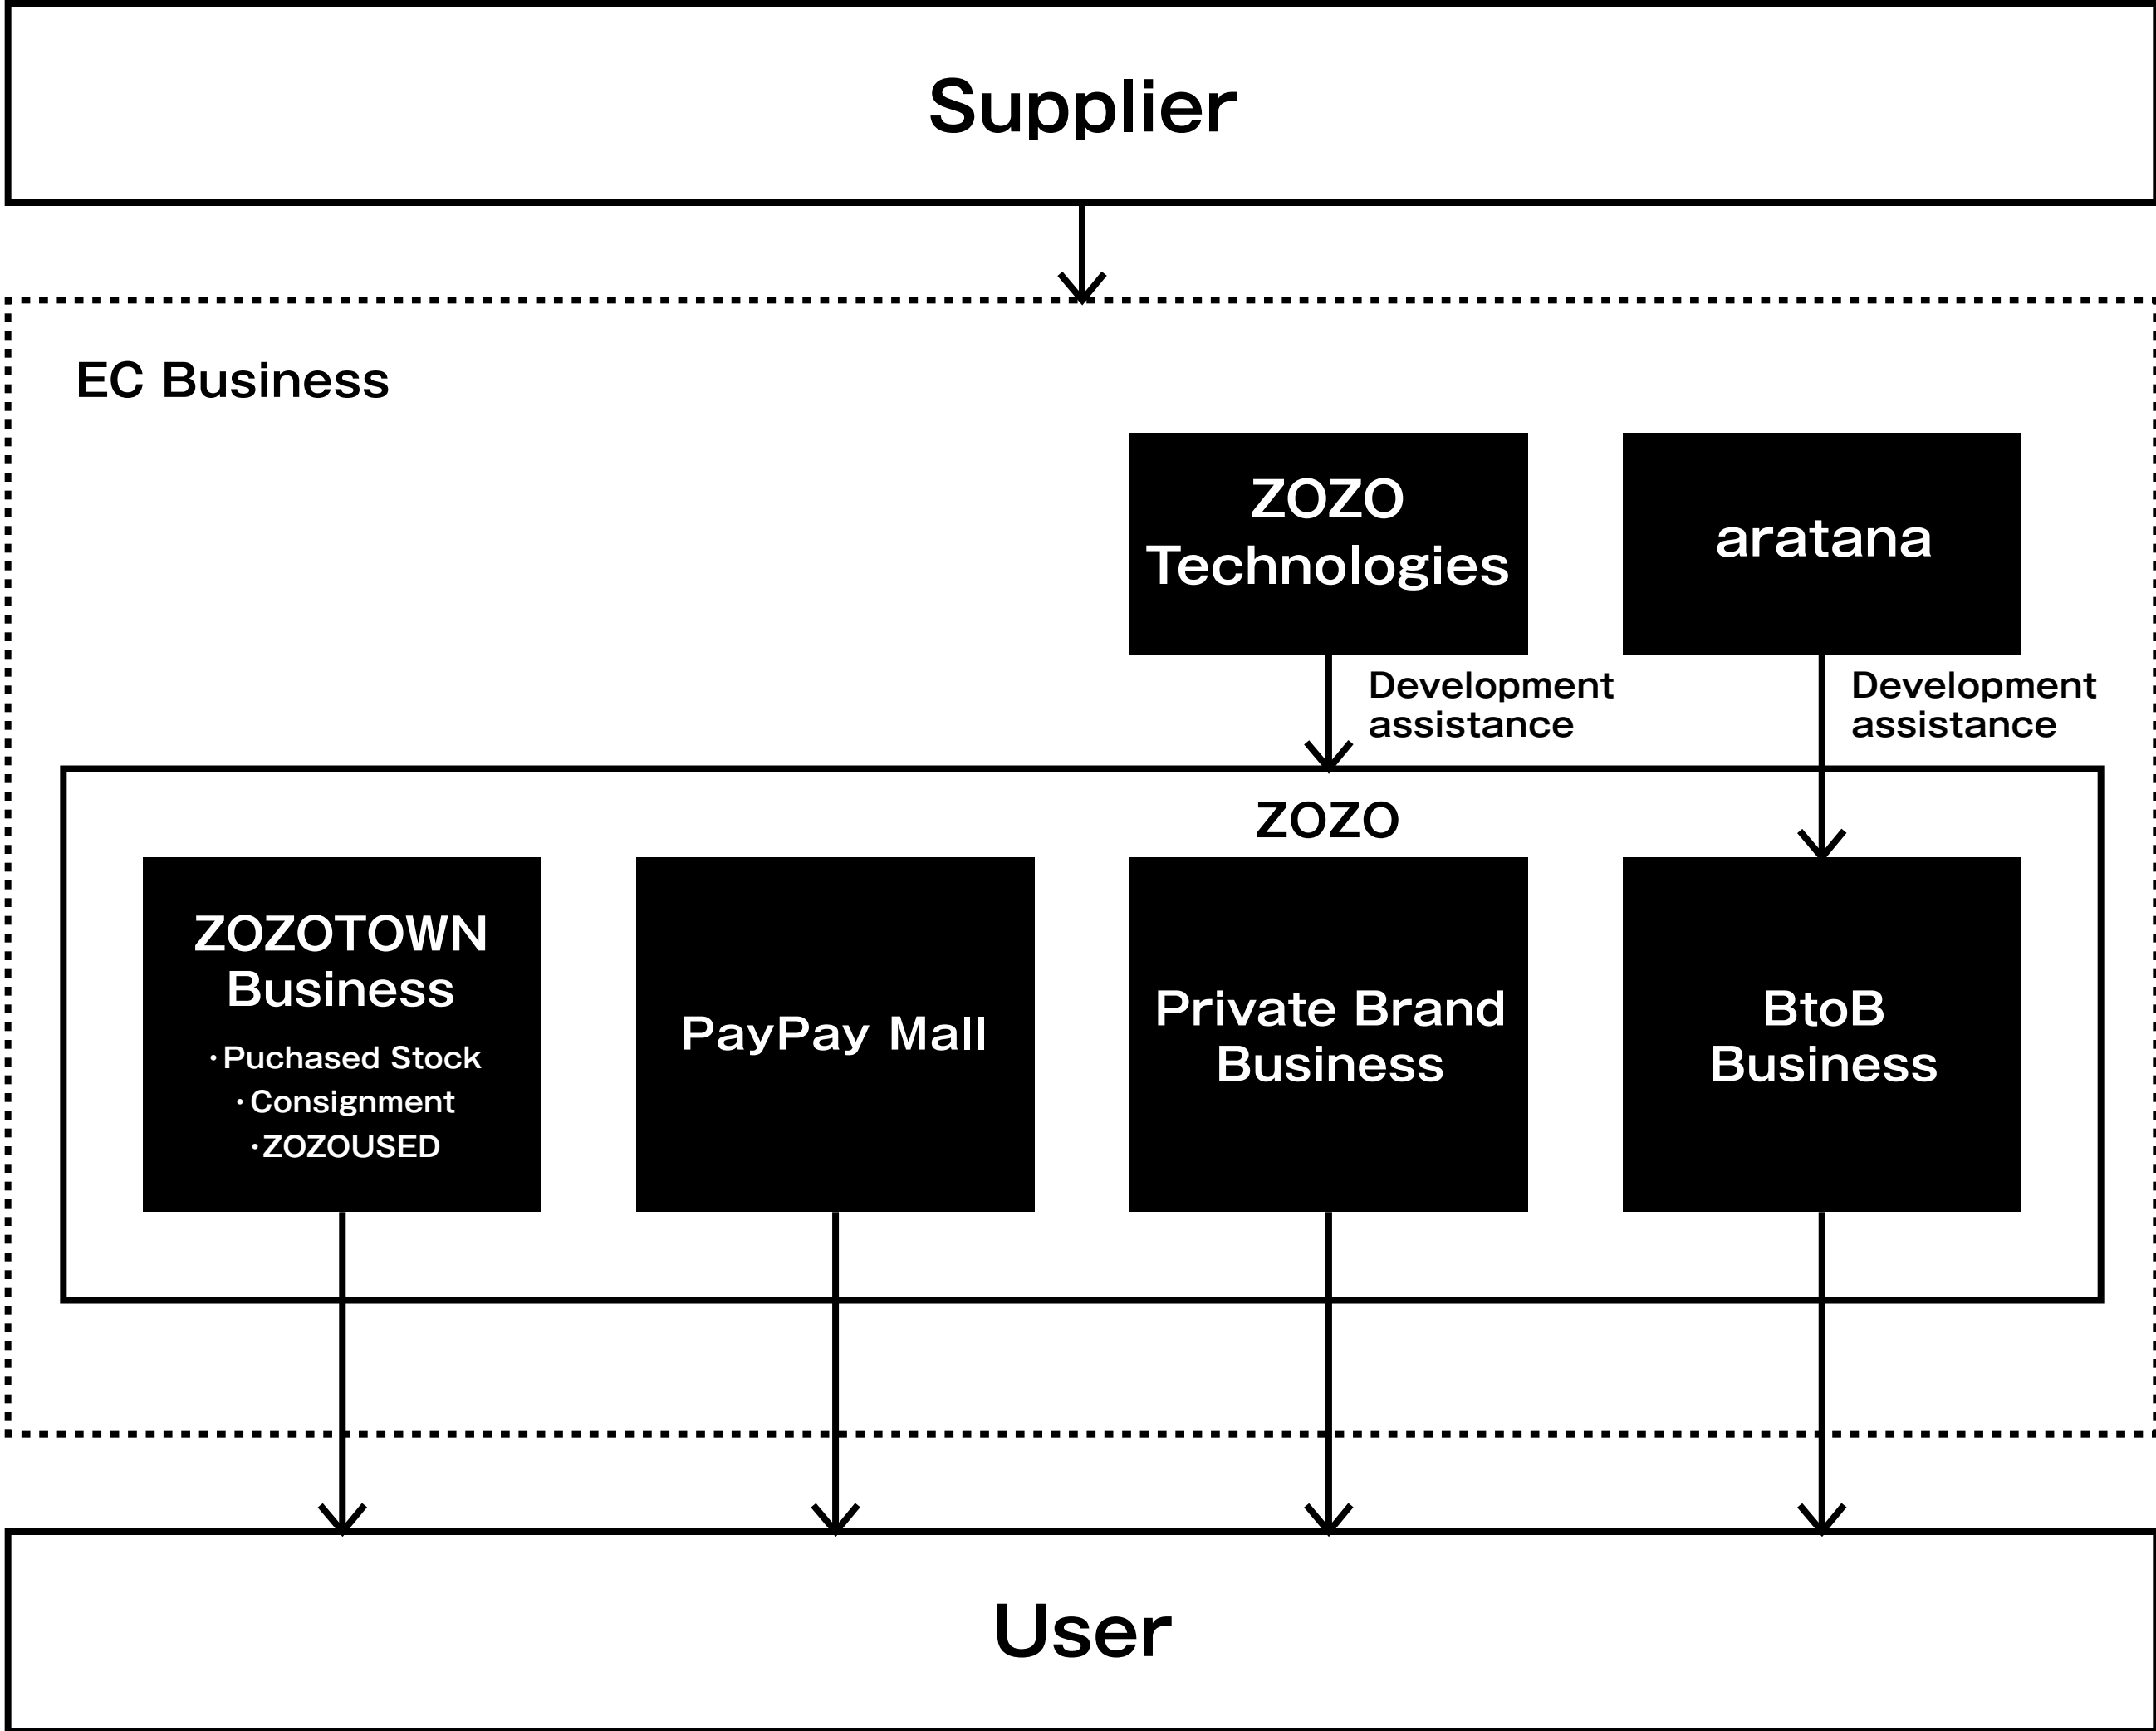 Supplier
EC Business
ZOZO
Technologies
aratana
Development
assistance
Development
assistance
ZOZO
ZOZOTOWN
Business
・Puchased Stock
・Consignment
・ZOZOUSED
PayPay Mall
Private Brand
Business
BtoB
Business
User